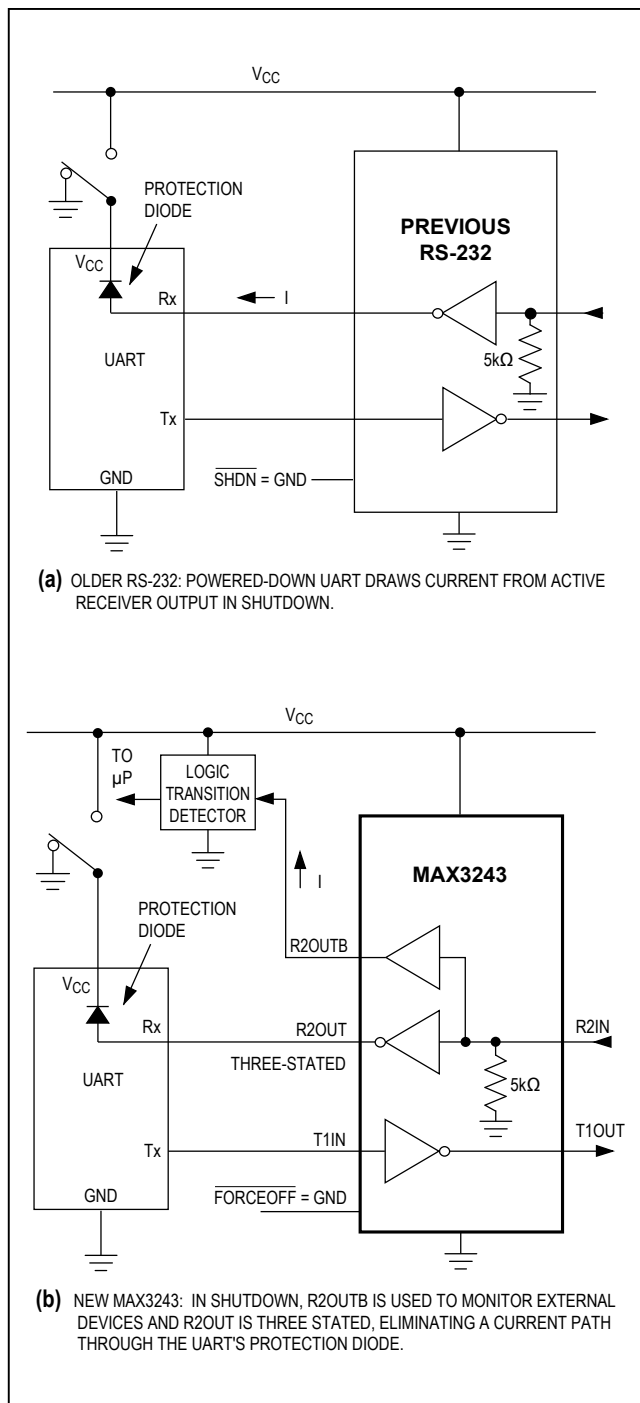 VCC
PROTECTION
DIODE
PREVIOUS
RS-232
VCC
Rx
I
UART
5kΩ
Tx
GND
SHDN = GND
(a) OLDER RS-232: POWERED-DOWN UART DRAWS CURRENT FROM ACTIVE
RECEIVER OUTPUT IN SHUTDOWN.
VCC
TO
µP
LOGIC
TRANSITION
DETECTOR
MAX3243
I
PROTECTION
DIODE
R2OUTB
VCC
Rx
R2OUT
R2IN
THREE-STATED
UART
5kΩ
Tx
T1IN
T1OUT
GND
FORCEOFF = GND
(b) NEW MAX3243: IN SHUTDOWN, R2OUTB IS USED TO MONITOR EXTERNAL
DEVICES AND R2OUT IS THREE STATED, ELIMINATING A CURRENT PATH
THROUGH THE UART'S PROTECTION DIODE.